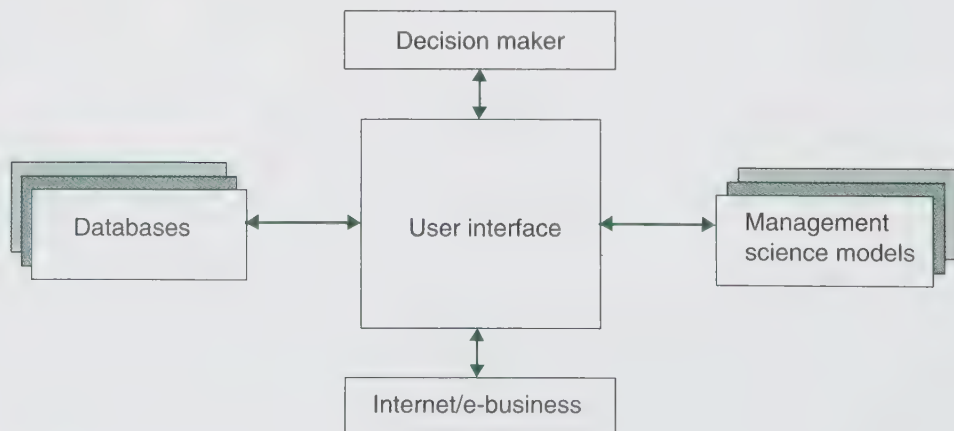 Decision maker
Databases
User interface
Management
science models
Internet/e-business